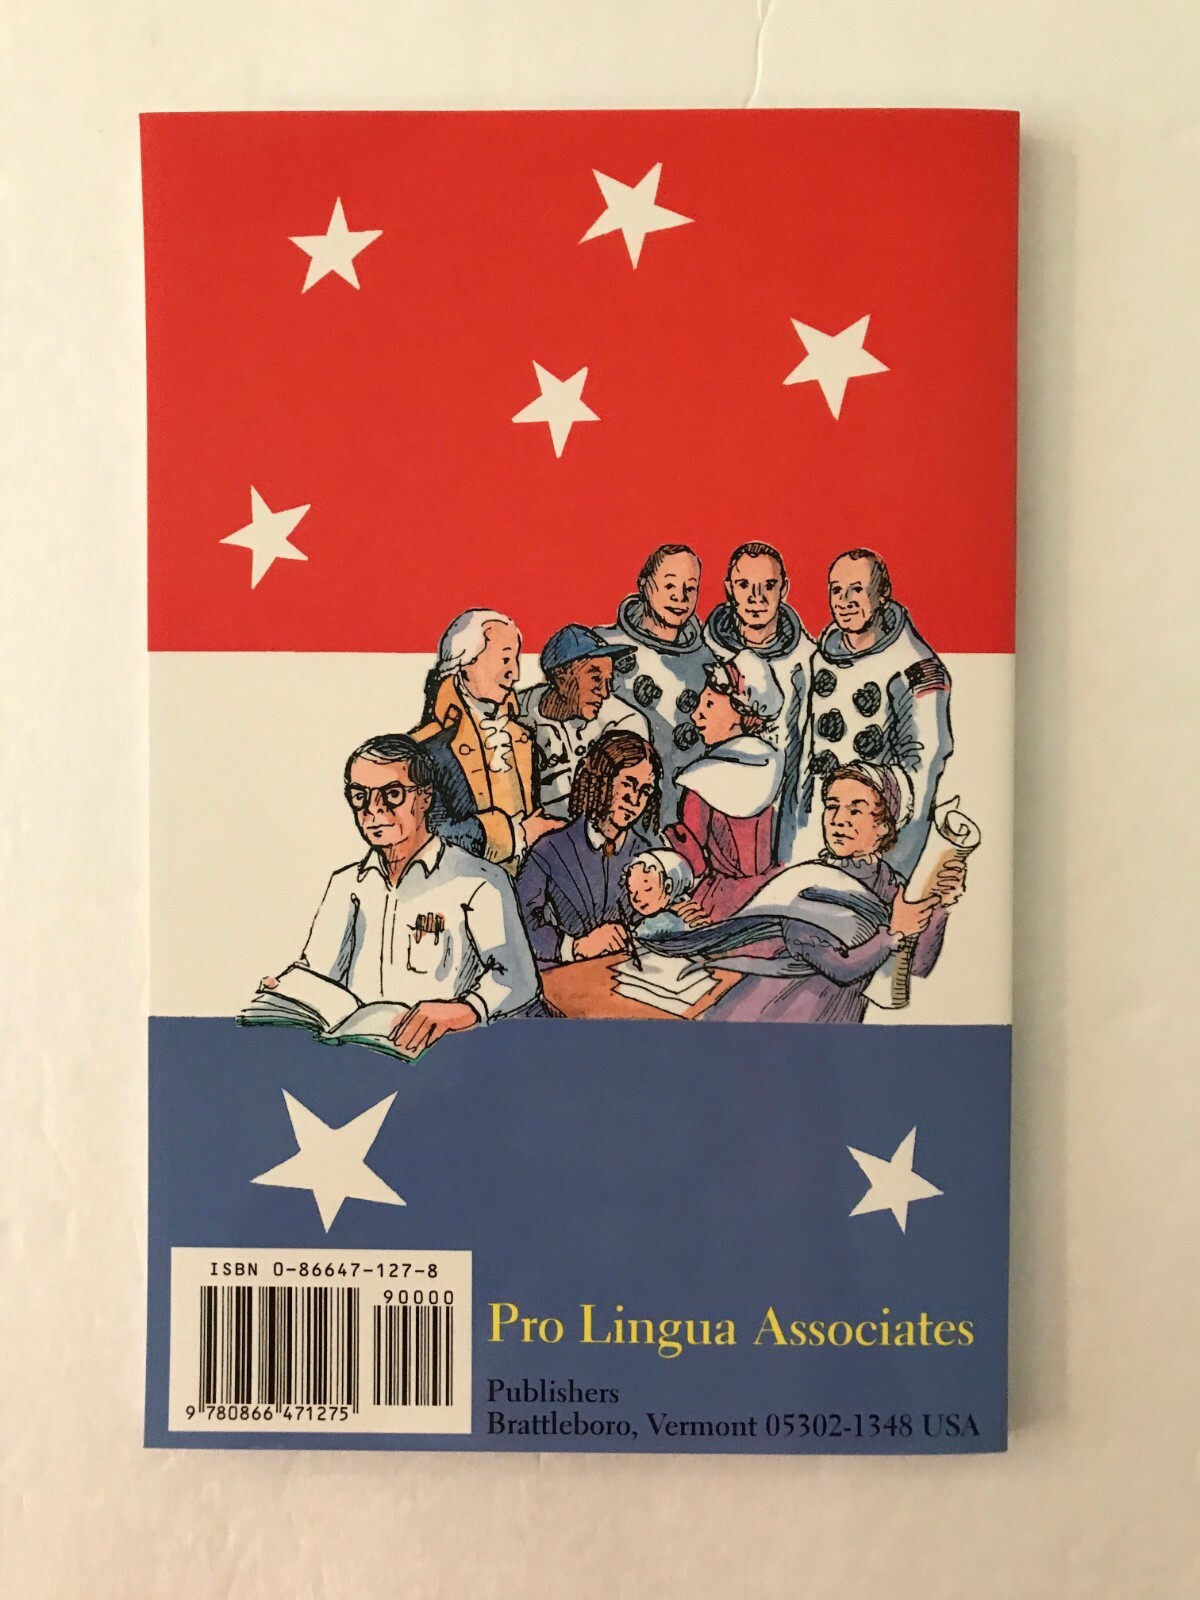 ISBN 0-86647-127-8
90000
9 780866 471275
Pro Lingua Associates
Publishers
Brattleboro, Vermont 05302-1348 USA